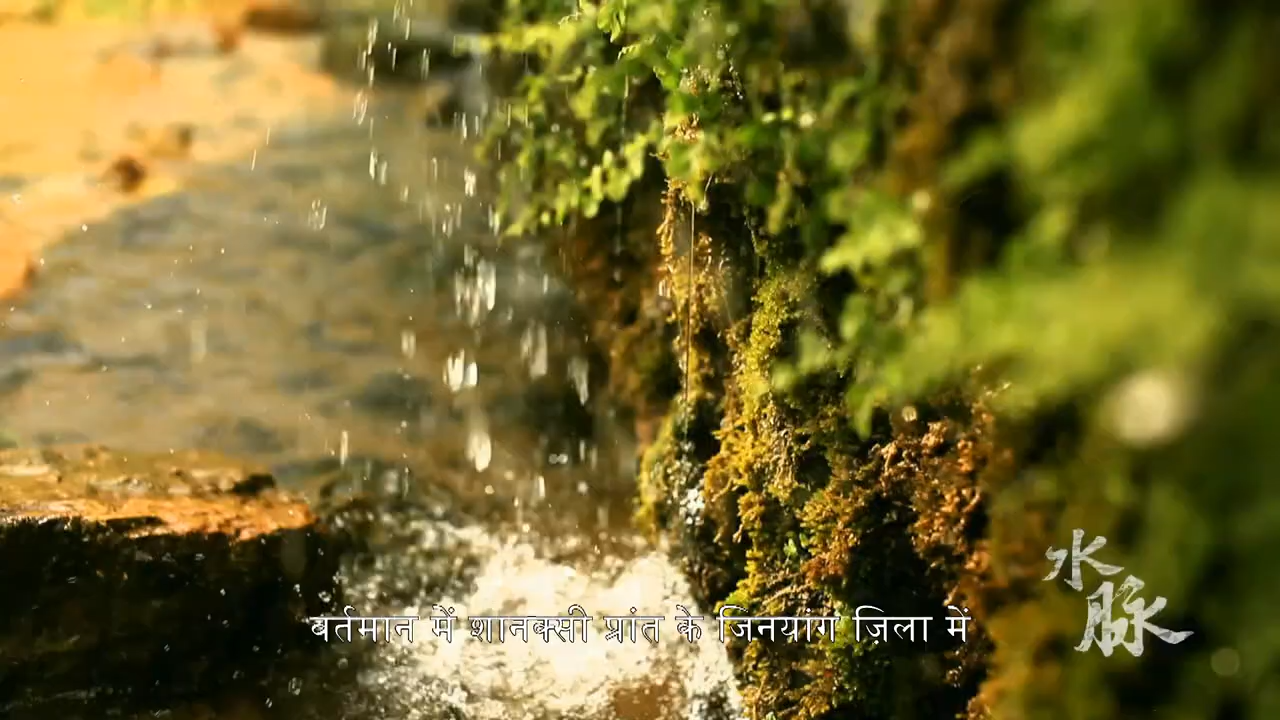 बर्तमान में शानक्सी प्रांत के जिनयांग ज़िला में
水
脉